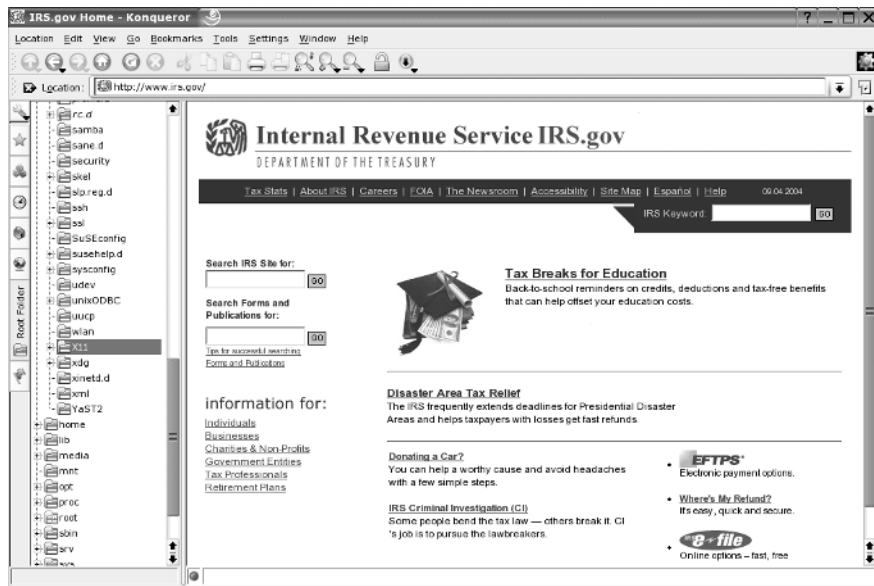 IRS.gov Home - Konqueror
Location Edit View Go Bookmarks Tools Settings Window Help
Location: http://www.irs.gov/
rc.d
samba
sane.d
security
skel
slp.reg.d
ssh
ssl
SuSEconfig
susehelp.d
sysconfig
udev
unixODBC
uucp
wlan
X11
xdg
xinetd.d
xml
YaST2
home
lib
media
mnt
opt
proc
root
sbin
srv
Root Folder
Internal Revenue Service IRS.gov
DEPARTMENT OF THE TREASURY
Tax Stats | About IRS | Careers | FOIA | The Newsroom | Accessibility | Site Map | Español | Help 09.04.2004
IRS Keyword: GO
Search IRS Site for:
GO
Search Forms and
Publications for:
GO
Tips for successful searching
Forms and Publications
information for:
Individuals
Businesses
Charities & Non-Profits
Government Entities
Tax Professionals
Retirement Plans
Tax Breaks for Education
Back-to-school reminders on credits, deductions and tax-free benefits
that can help offset your education costs.
Disaster Area Tax Relief
The IRS frequently extends deadlines for Presidential Disaster
Areas and helps taxpayers with losses get fast refunds.
Donating a Car?
You can help a worthy cause and avoid headaches
with a few simple steps.
IRS Criminal Investigation (CI)
Some people bend the tax law — others break it. CI
's job is to pursue the lawbreakers.
EFTPS
Electronic payment options.
Where's My Refund?
It's easy, quick and secure.
e-file
Online options – fast, free